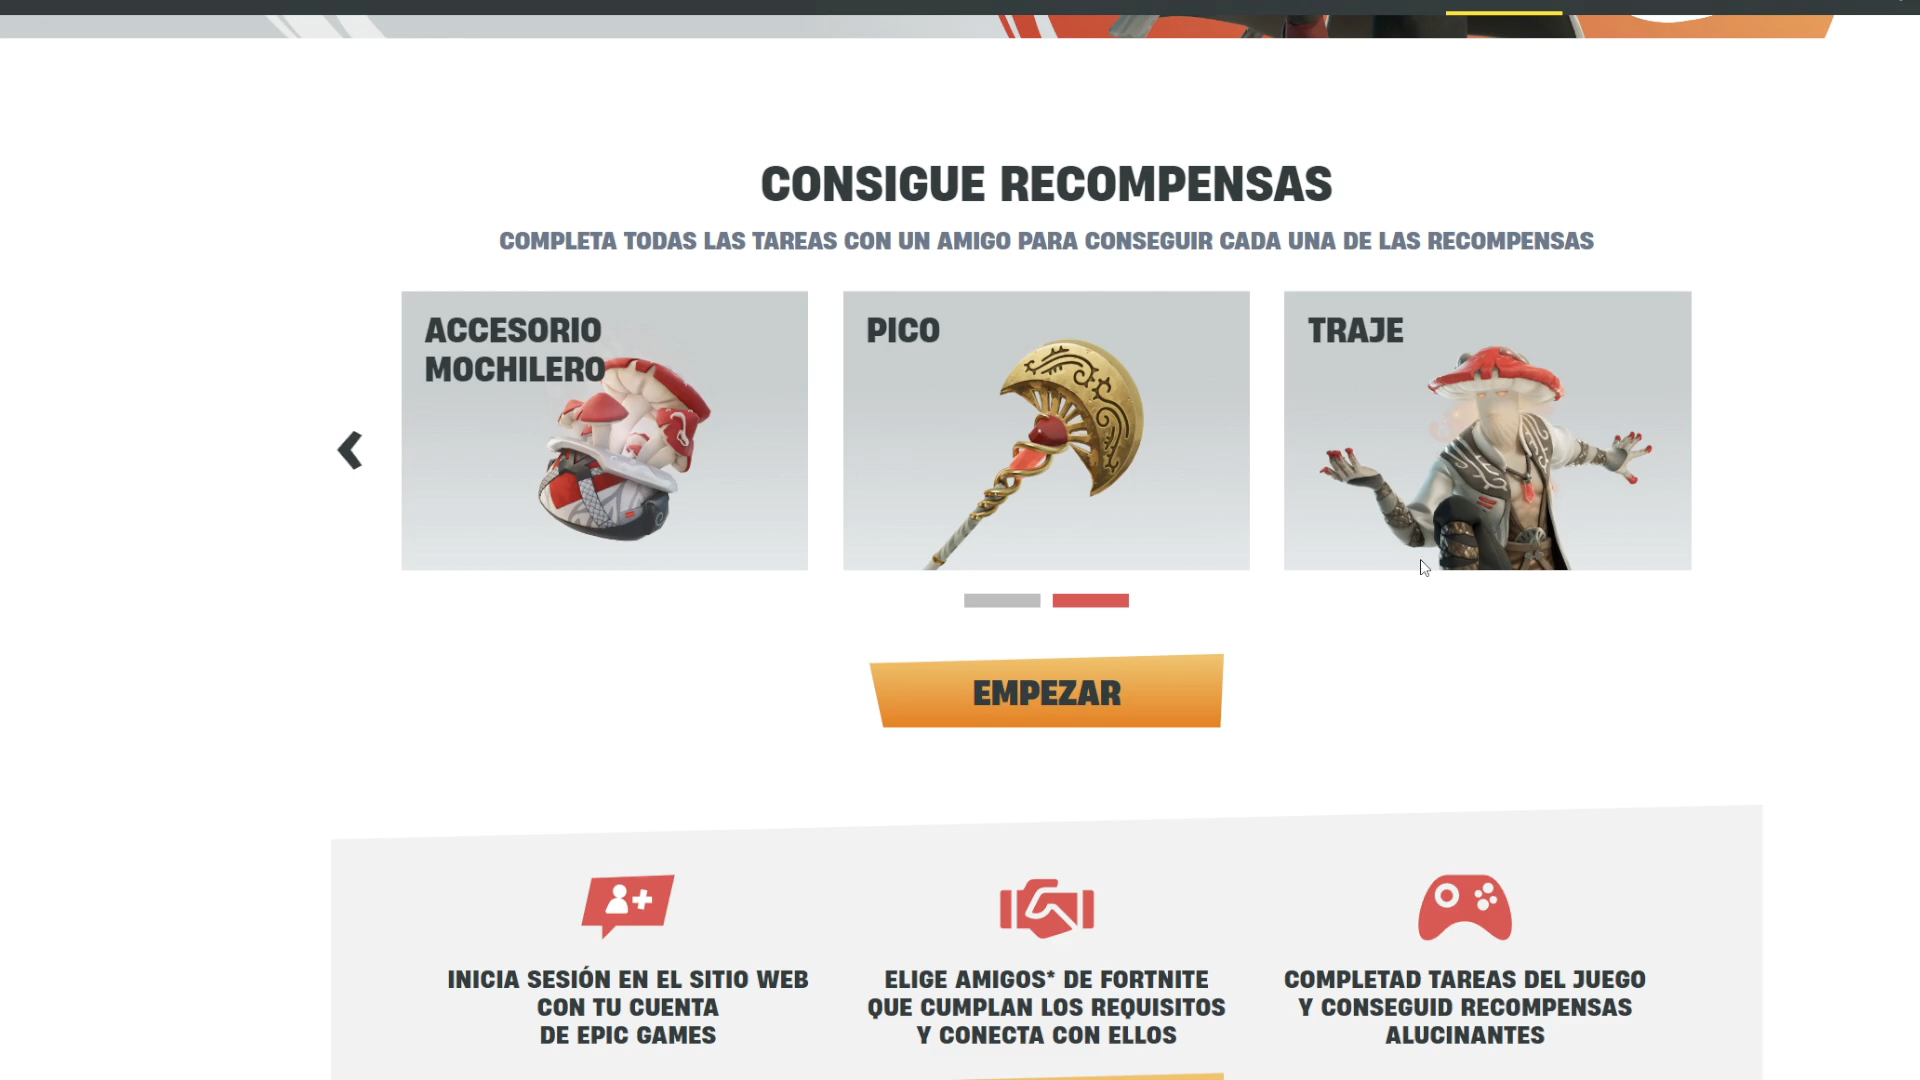 CONSIGUE RECOMPENSAS
COMPLETA TODAS LAS TAREAS CON UN AMIGO PARA CONSEGUIR CADA UNA DE LAS RECOMPENSAS
ACCESORIO
MOCHILERO
PICO
TRAJE
EMPEZAR
INICIA SESIÓN EN EL SITIO WEB
CON TU CUENTA
DE EPIC GAMES
ELIGE AMIGOS* DE FORTNITE
QUE CUMPLAN LOS REQUISITOS
Y CONECTA CON ELLOS
COMPLETAD TAREAS DEL JUEGO
Y CONSEGUID RECOMPENSAS
ALUCINANTES